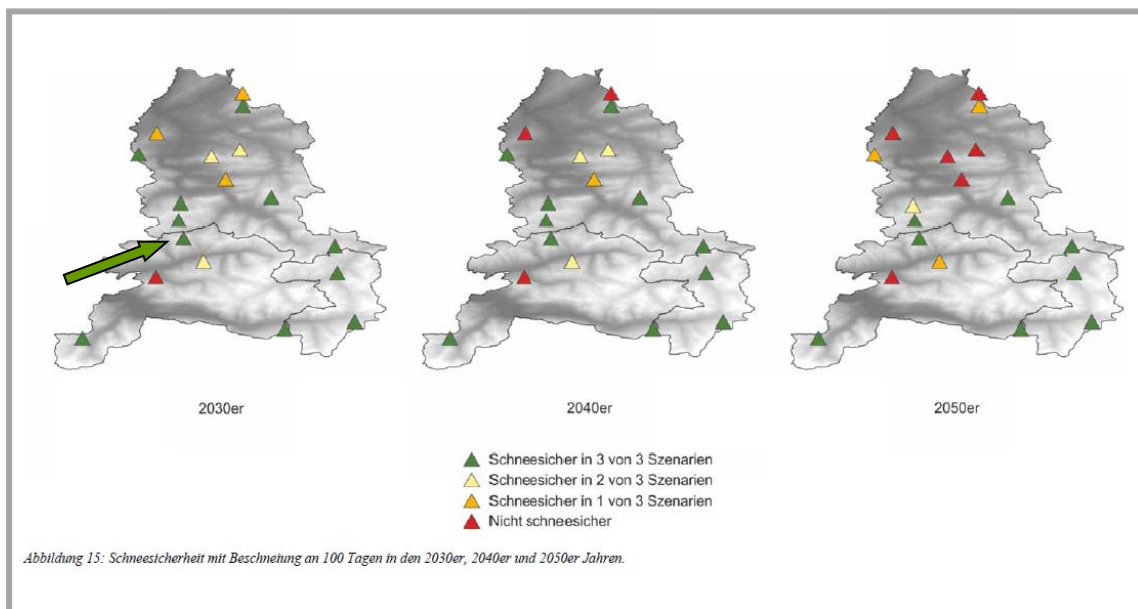 2030er
2040er
2050er
Schneesicher in 3 von 3 Szenarien
Schneesicher in 2 von 3 Szenarien
Schneesicher in 1 von 3 Szenarien
Nicht schneesicher
Abbildung 15: Schneesicherheit mit Beschneiung an 100 Tagen in den 2030er, 2040er und 2050er Jahren.